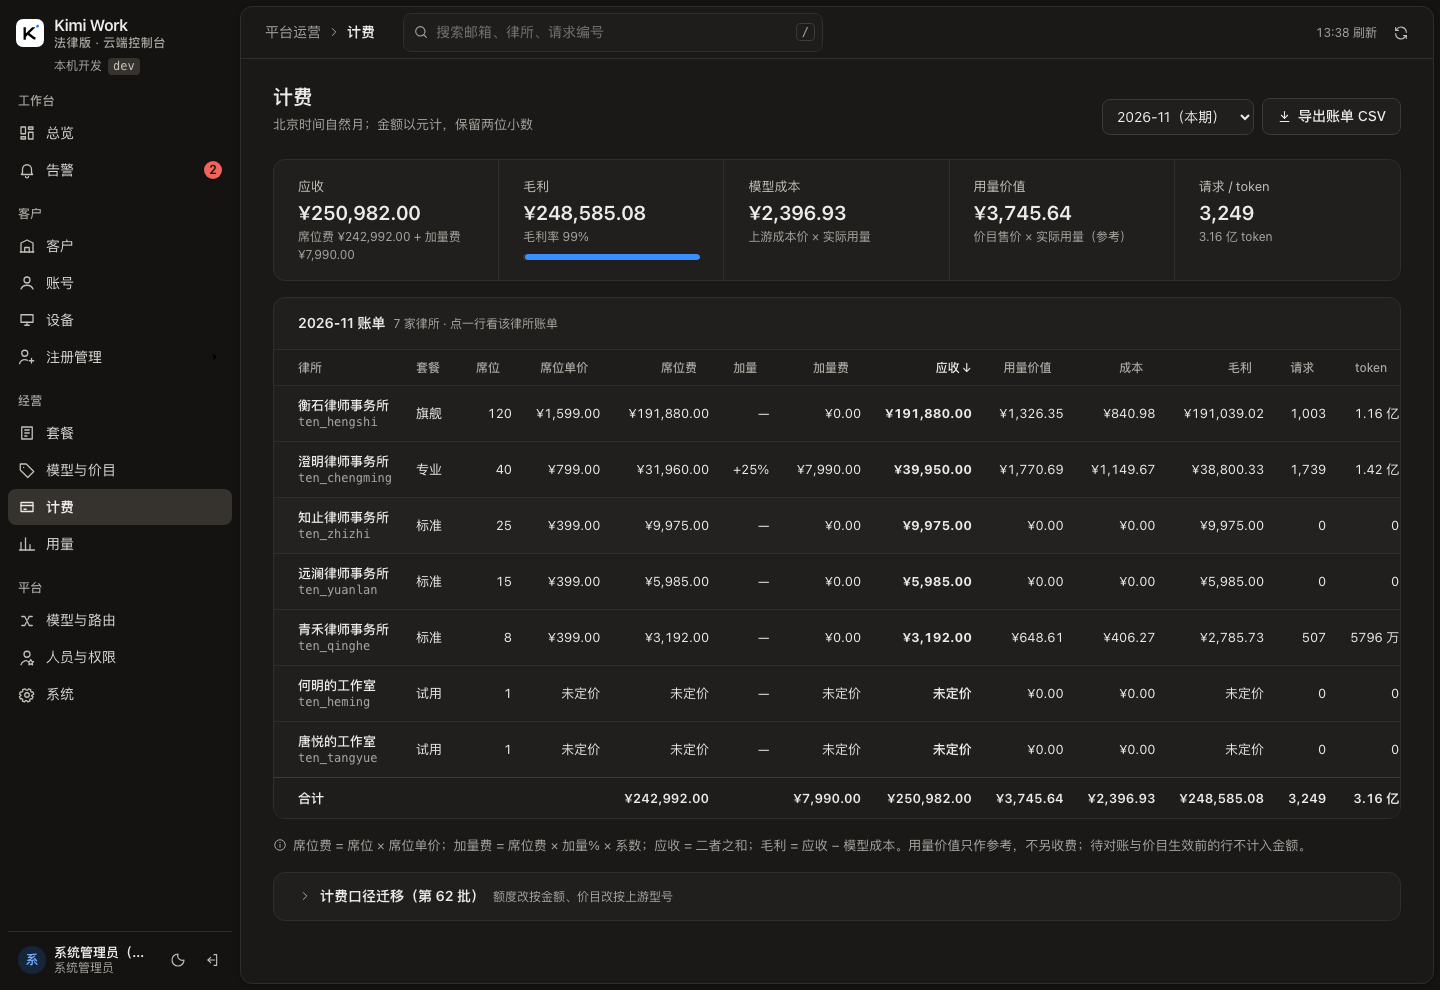 Kimi Work
法律版 · 云端控制台
本机开发 dev
工作台
总览
告警 2
客户
客户
账号
设备
注册管理
经营
套餐
模型与价目
计费
用量
平台
模型与路由
人员与权限
系统
系 系统管理员（...
系统管理员
平台运营 > 计费 搜索邮箱、律所、请求编号 / 13:38 刷新
计费
北京时间自然月；金额以元计，保留两位小数
2026-11（本期） 导出账单 CSV
应收
¥250,982.00
席位费 ¥242,992.00 + 加量费
¥7,990.00
毛利
¥248,585.08
毛利率 99%
模型成本
¥2,396.93
上游成本价 × 实际用量
用量价值
¥3,745.64
价目售价 × 实际用量（参考）
请求 / token
3,249
3.16 亿 token
2026-11 账单 7 家律所 · 点一行看该律所账单
律所 套餐 席位 席位单价 席位费 加量 加量费 应收↓ 用量价值 成本 毛利 请求 token
衡石律师事务所 旗舰 120 ¥1,599.00 ¥191,880.00 — ¥0.00 ¥191,880.00 ¥1,326.35 ¥840.98 ¥191,039.02 1,003 1.16 亿
ten_hengshi
澄明律师事务所 专业 40 ¥799.00 ¥31,960.00 +25% ¥7,990.00 ¥39,950.00 ¥1,770.69 ¥1,149.67 ¥38,800.33 1,739 1.42 亿
ten_chengming
知止律师事务所 标准 25 ¥399.00 ¥9,975.00 — ¥0.00 ¥9,975.00 ¥0.00 ¥0.00 ¥9,975.00 0 0
ten_zhizhi
远澜律师事务所 标准 15 ¥399.00 ¥5,985.00 — ¥0.00 ¥5,985.00 ¥0.00 ¥0.00 ¥5,985.00 0 0
ten_yuanlan
青禾律师事务所 标准 8 ¥399.00 ¥3,192.00 — ¥0.00 ¥3,192.00 ¥648.61 ¥406.27 ¥2,785.73 507 5796 万
ten_qinghe
何明的工作室 试用 1 未定价 未定价 — 未定价 未定价 ¥0.00 ¥0.00 未定价 0 0
ten_heming
唐悦的工作室 试用 1 未定价 未定价 — 未定价 未定价 ¥0.00 ¥0.00 未定价 0 0
ten_tangyue
合计 ¥242,992.00 ¥7,990.00 ¥250,982.00 ¥3,745.64 ¥2,396.93 ¥248,585.08 3,249 3.16 亿
席位费 = 席位 × 席位单价；加量费 = 席位费 × 加量% × 系数；应收 = 二者之和；毛利 = 应收 − 模型成本。用量价值只作参考，不另收费；待对账与价目生效前的行不计入金额。
计费口径迁移（第 62 批） 额度改按金额、价目改按上游型号